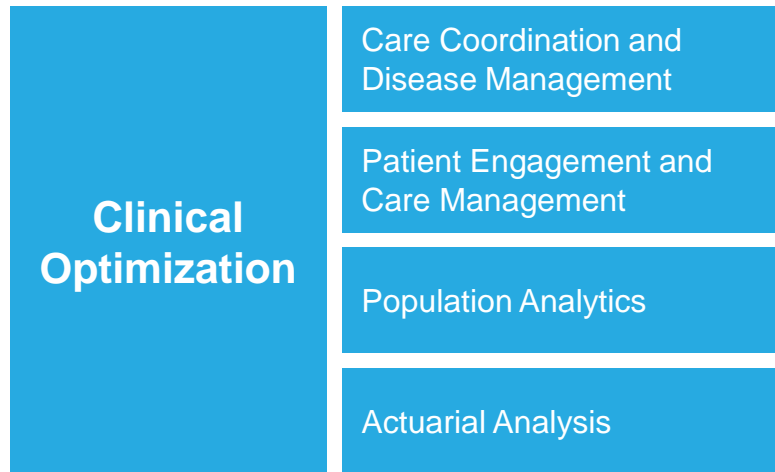 Clinical
Optimization
Care Coordination and
Disease Management
Patient Engagement and
Care Management
Population Analytics
Actuarial Analysis